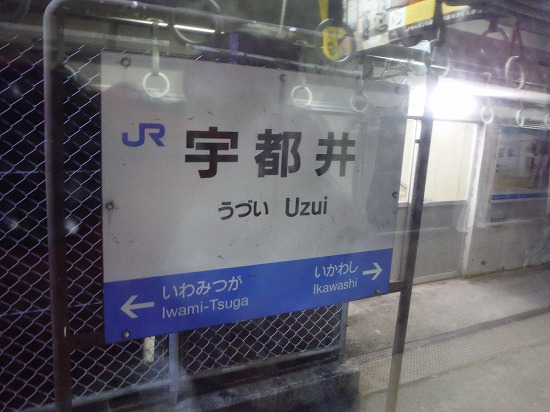 JR
宇都井
うづい Uzui
いわみつが
Iwami-Tsuga
いかわし
Ikawashi